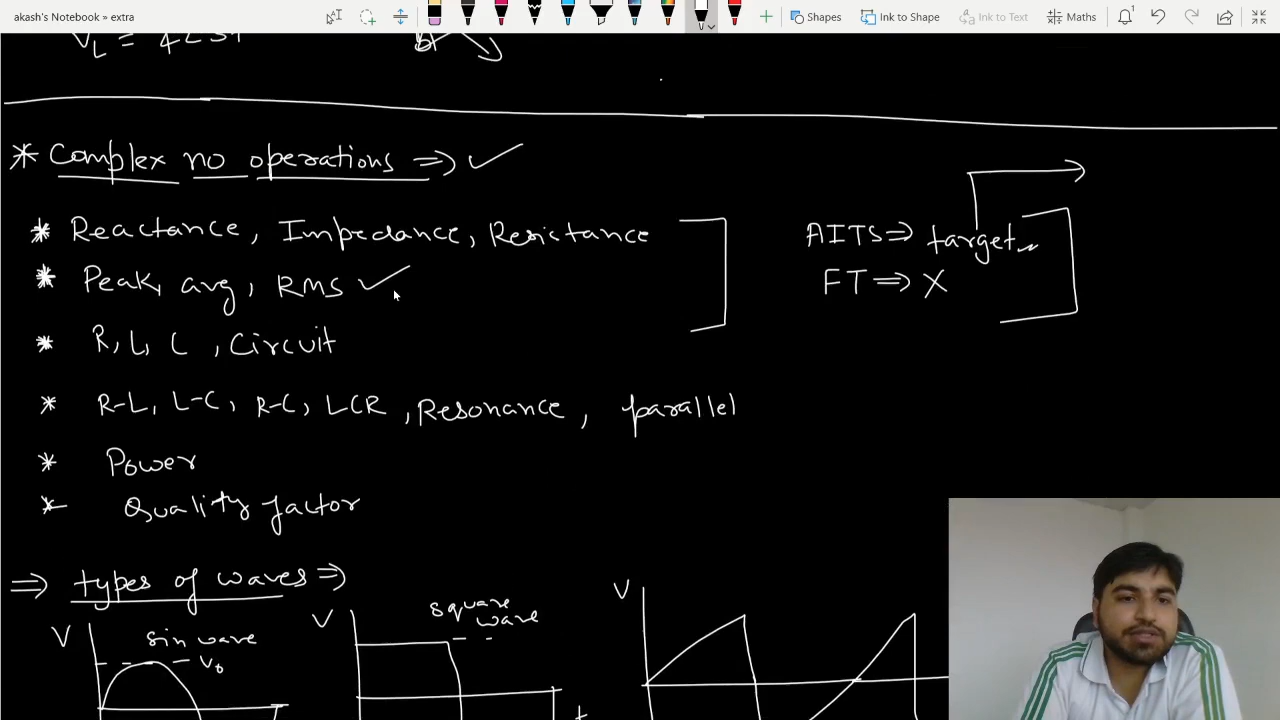 akash's Notebook » extra
Shapes
Ink to Shape
Ink to Text
Maths
V_L =
* Complex no operations ⇒ ✓
* Reactance, Impedance, Resistance
* Peak, avg, RMS ✓
* R, L, C, Circuit
* R-L, L-C, R-C, LCR, Resonance, parallel
* Power
* Quality factor
AITS ⇒ target
FT ⇒ X
⇒ types of waves ⇒
V
sin wave
V₀
V
square
wave
t
V